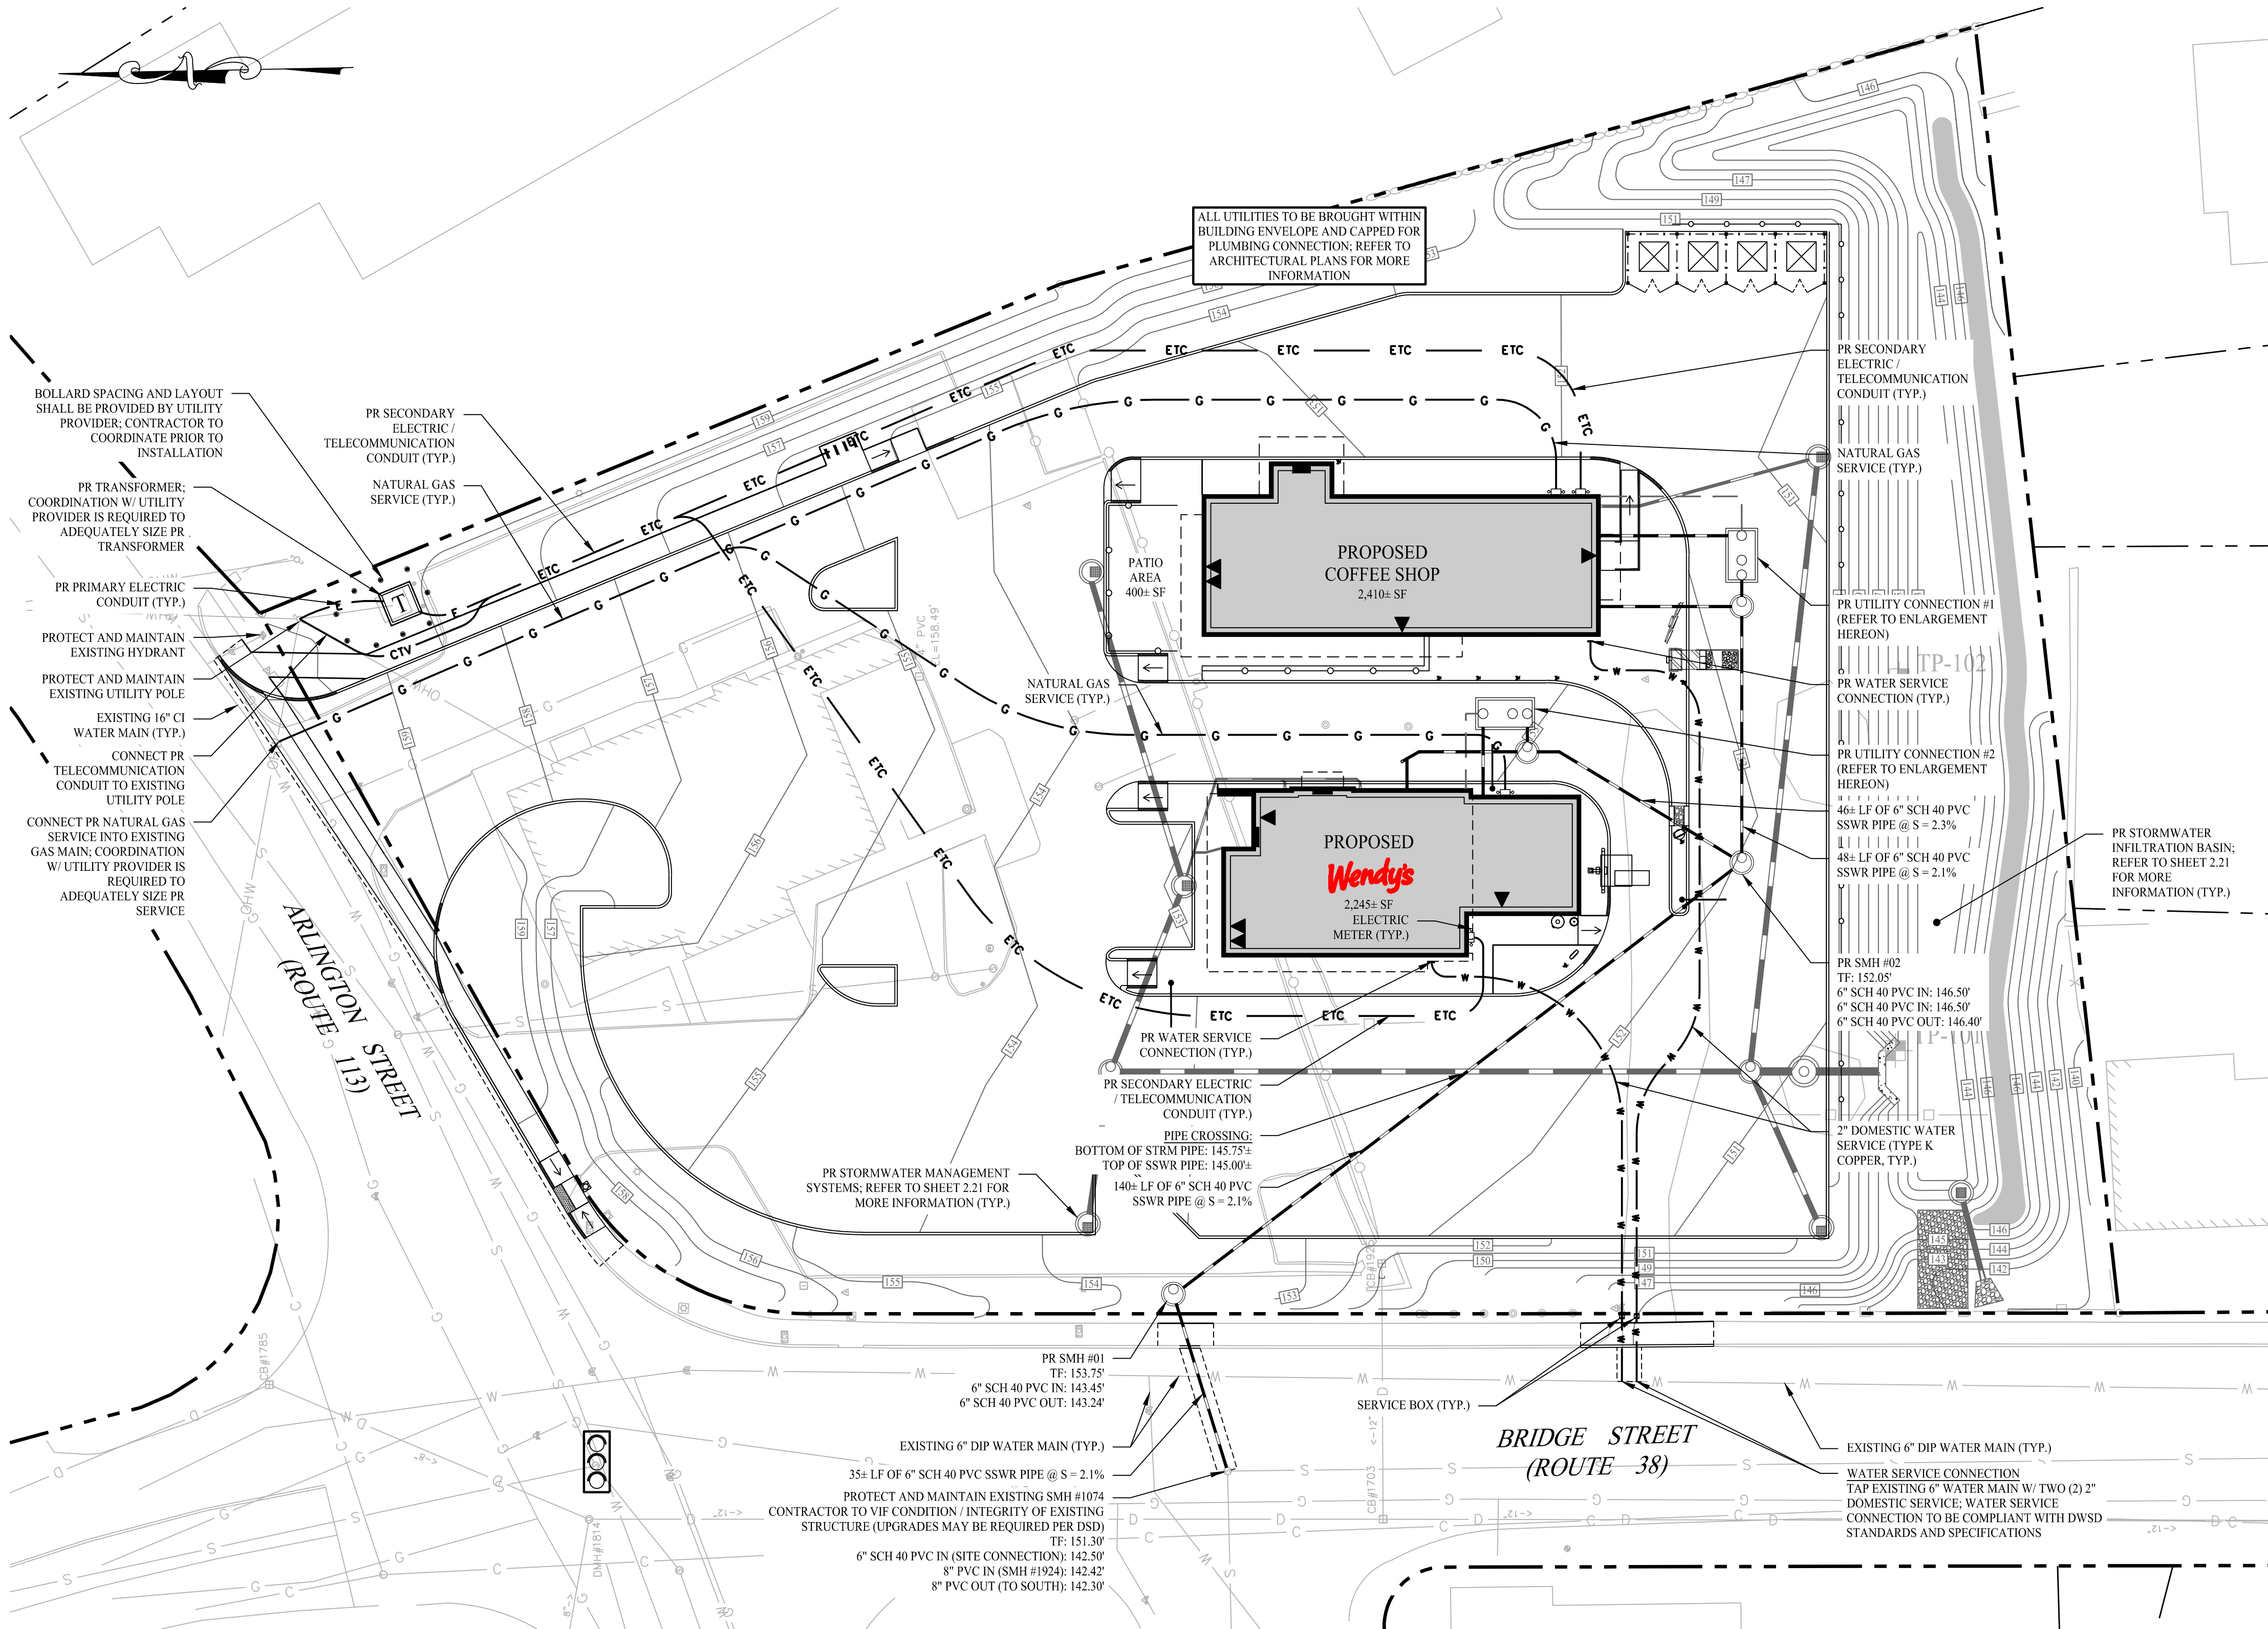 ALL UTILITIES TO BE BROUGHT WITHIN
BUILDING ENVELOPE AND CAPPED FOR
PLUMBING CONNECTION; REFER TO
ARCHITECTURAL PLANS FOR MORE
INFORMATION
BOLLARD SPACING AND LAYOUT
SHALL BE PROVIDED BY UTILITY
PROVIDER; CONTRACTOR TO
COORDINATE PRIOR TO
INSTALLATION
PR TRANSFORMER;
COORDINATION W/ UTILITY
PROVIDER IS REQUIRED TO
ADEQUATELY SIZE PR
TRANSFORMER
PR PRIMARY ELECTRIC
CONDUIT (TYP.)
PROTECT AND MAINTAIN
EXISTING HYDRANT
PROTECT AND MAINTAIN
EXISTING UTILITY POLE
EXISTING 16" CI
WATER MAIN (TYP.)
CONNECT PR
TELECOMMUNICATION
CONDUIT TO EXISTING
UTILITY POLE
CONNECT PR NATURAL GAS
SERVICE INTO EXISTING
GAS MAIN; COORDINATION
W/ UTILITY PROVIDER IS
REQUIRED TO
ADEQUATELY SIZE PR
SERVICE
PR SECONDARY
ELECTRIC /
TELECOMMUNICATION
CONDUIT (TYP.)
NATURAL GAS
SERVICE (TYP.)
T
CTV
ETC
G
ARLINGTON STREET
(ROUTE 113)
PATIO
AREA
400± SF
PROPOSED
COFFEE SHOP
2,410± SF
NATURAL GAS
SERVICE (TYP.)
PROPOSED
Wendy's
2,245± SF
ELECTRIC
METER (TYP.)
PR WATER SERVICE
CONNECTION (TYP.)
PR SECONDARY ELECTRIC
/ TELECOMMUNICATION
CONDUIT (TYP.)
PIPE CROSSING:
BOTTOM OF STRM PIPE: 145.75'±
TOP OF SSWR PIPE: 145.00'±
140± LF OF 6" SCH 40 PVC
SSWR PIPE @ S = 2.1%
PR STORMWATER MANAGEMENT
SYSTEMS; REFER TO SHEET 2.21 FOR
MORE INFORMATION (TYP.)
PR SECONDARY
ELECTRIC /
TELECOMMUNICATION
CONDUIT (TYP.)
NATURAL GAS
SERVICE (TYP.)
PR UTILITY CONNECTION #1
(REFER TO ENLARGEMENT
HEREON)
TP-102
PR WATER SERVICE
CONNECTION (TYP.)
PR UTILITY CONNECTION #2
(REFER TO ENLARGEMENT
HEREON)
46± LF OF 6" SCH 40 PVC
SSWR PIPE @ S = 2.3%
48± LF OF 6" SCH 40 PVC
SSWR PIPE @ S = 2.1%
PR STORMWATER
INFILTRATION BASIN;
REFER TO SHEET 2.21
FOR MORE
INFORMATION (TYP.)
PR SMH #02
TF: 152.05'
6" SCH 40 PVC IN: 146.50'
6" SCH 40 PVC IN: 146.50'
6" SCH 40 PVC OUT: 146.40'
TP-101
2" DOMESTIC WATER
SERVICE (TYPE K
COPPER, TYP.)
PR SMH #01
TF: 153.75'
6" SCH 40 PVC IN: 143.45'
6" SCH 40 PVC OUT: 143.24'
EXISTING 6" DIP WATER MAIN (TYP.)
35± LF OF 6" SCH 40 PVC SSWR PIPE @ S = 2.1%
PROTECT AND MAINTAIN EXISTING SMH #1074
CONTRACTOR TO VIF CONDITION / INTEGRITY OF EXISTING
STRUCTURE (UPGRADES MAY BE REQUIRED PER DSD)
TF: 151.30'
6" SCH 40 PVC IN (SITE CONNECTION): 142.50'
8" PVC IN (SMH #1924): 142.42'
8" PVC OUT (TO SOUTH): 142.30'
SERVICE BOX (TYP.)
BRIDGE STREET
(ROUTE 38)
EXISTING 6" DIP WATER MAIN (TYP.)
WATER SERVICE CONNECTION
TAP EXISTING 6" WATER MAIN W/ TWO (2) 2"
DOMESTIC SERVICE; WATER SERVICE
CONNECTION TO BE COMPLIANT WITH DWSD
STANDARDS AND SPECIFICATIONS
CB#1785
DMH#1814
CB#1703
CB#1926